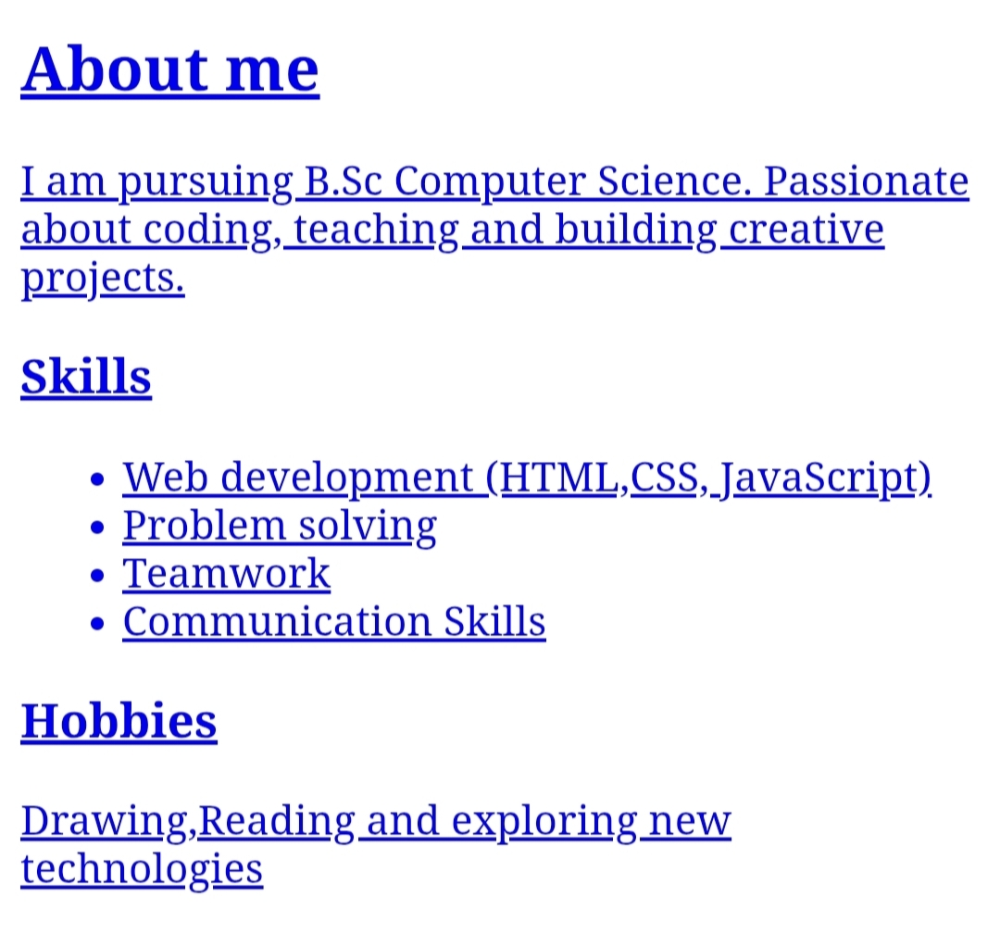 About me
I am pursuing B.Sc Computer Science. Passionate
about coding, teaching and building creative
projects.
Skills
• Web development (HTML,CSS, JavaScript)
• Problem solving
• Teamwork
• Communication Skills
Hobbies
Drawing,Reading and exploring new
technologies